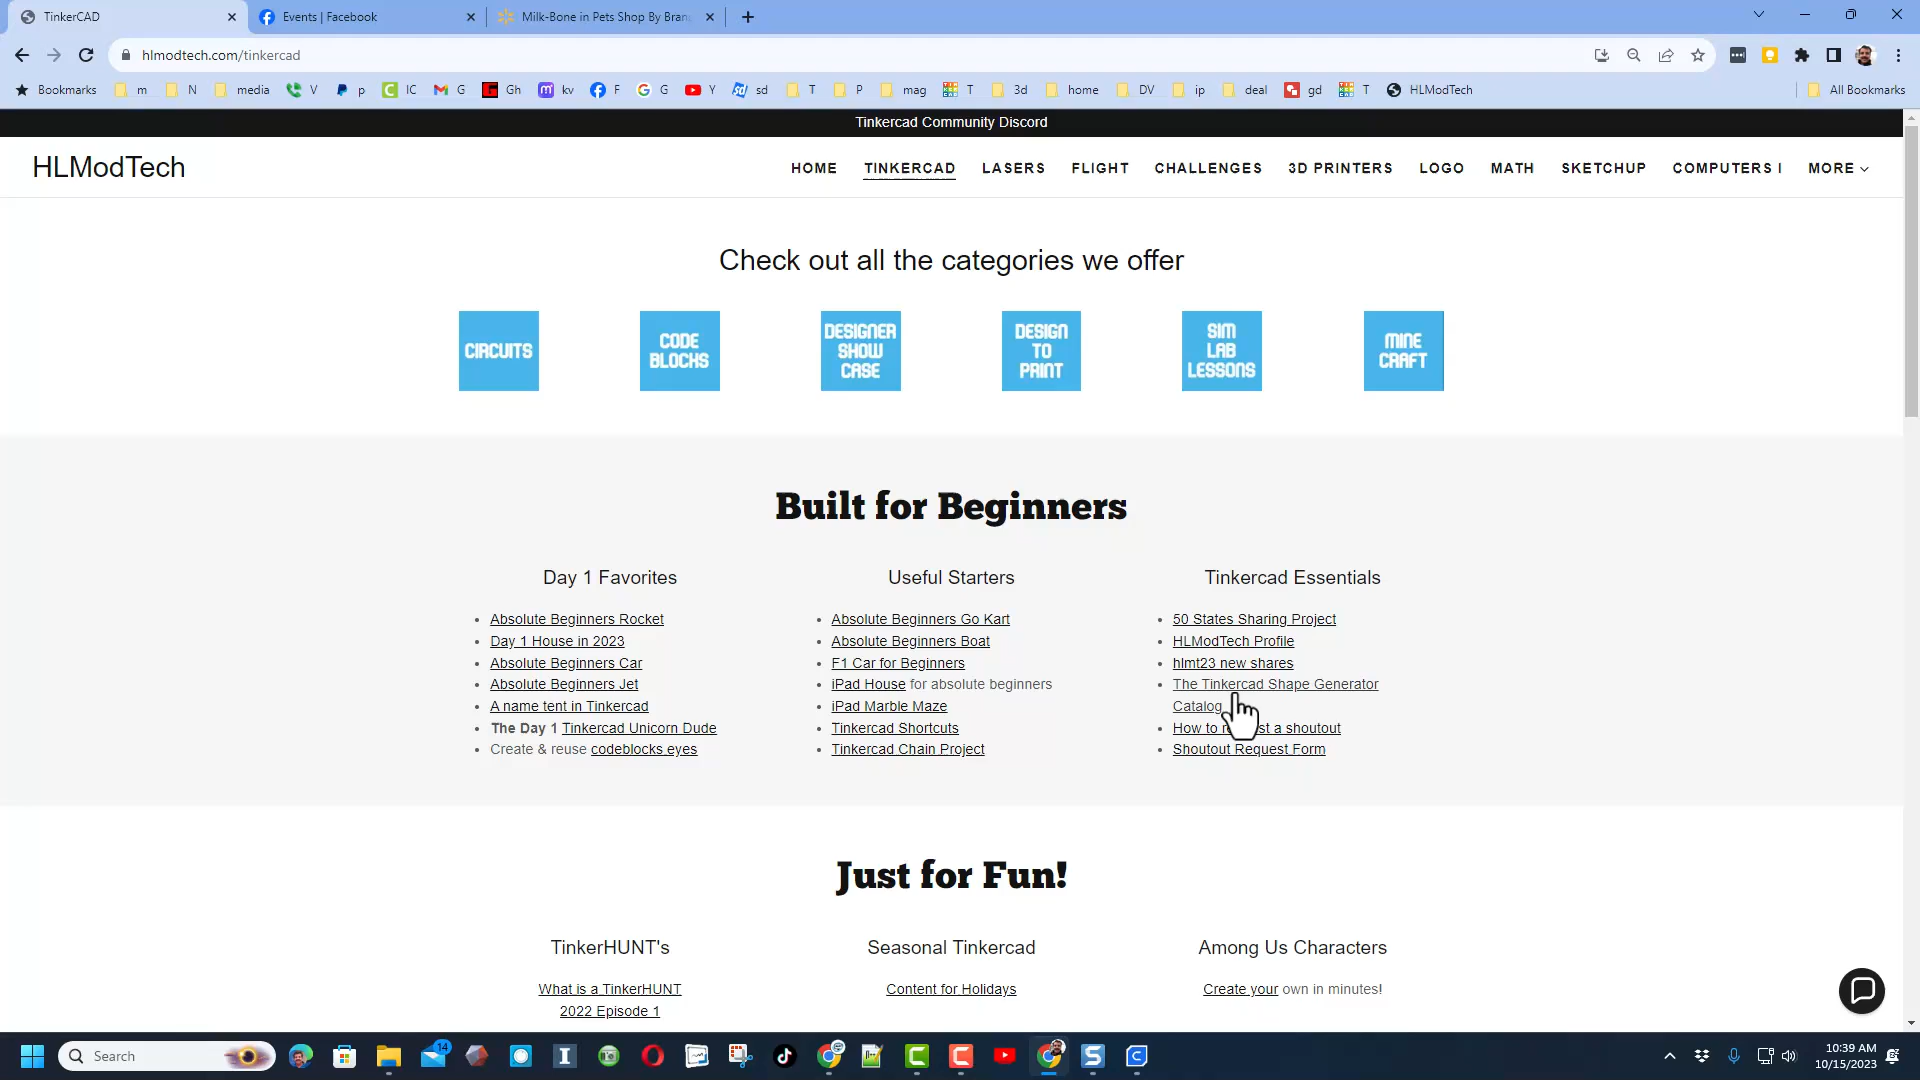 TinkerCAD
Events | Facebook
Milk-Bone in Pets Shop By Bran
hlmodtech.com/tinkercad
Bookmarks m N media V p IC G Gh kv F G Y sd T P mag T 3d home DV ip deal gd T HLModTech All Bookmarks
Tinkercad Community Discord
HLModTech
HOME TINKERCAD LASERS FLIGHT CHALLENGES 3D PRINTERS LOGO MATH SKETCHUP COMPUTERS I MORE
Check out all the categories we offer
CIRCUITS
CODE
BLOCKS
DESIGNER
SHOW
CASE
DESIGN
TO
PRINT
SIM
LAB
LESSONS
MINE
CRAFT
Built for Beginners
Day 1 Favorites
Absolute Beginners Rocket
Day 1 House in 2023
Absolute Beginners Car
Absolute Beginners Jet
A name tent in Tinkercad
The Day 1 Tinkercad Unicorn Dude
Create & reuse codeblocks eyes
Useful Starters
Absolute Beginners Go Kart
Absolute Beginners Boat
F1 Car for Beginners
iPad House for absolute beginners
iPad Marble Maze
Tinkercad Shortcuts
Tinkercad Chain Project
Tinkercad Essentials
50 States Sharing Project
HLModTech Profile
hlmt23 new shares
The Tinkercad Shape Generator
Catalog
How to r st a shoutout
Shoutout Request Form
Just for Fun!
TinkerHUNT's
What is a TinkerHUNT
2022 Episode 1
Seasonal Tinkercad
Content for Holidays
Among Us Characters
Create your own in minutes!
Search
14
10:39 AM
10/15/2023